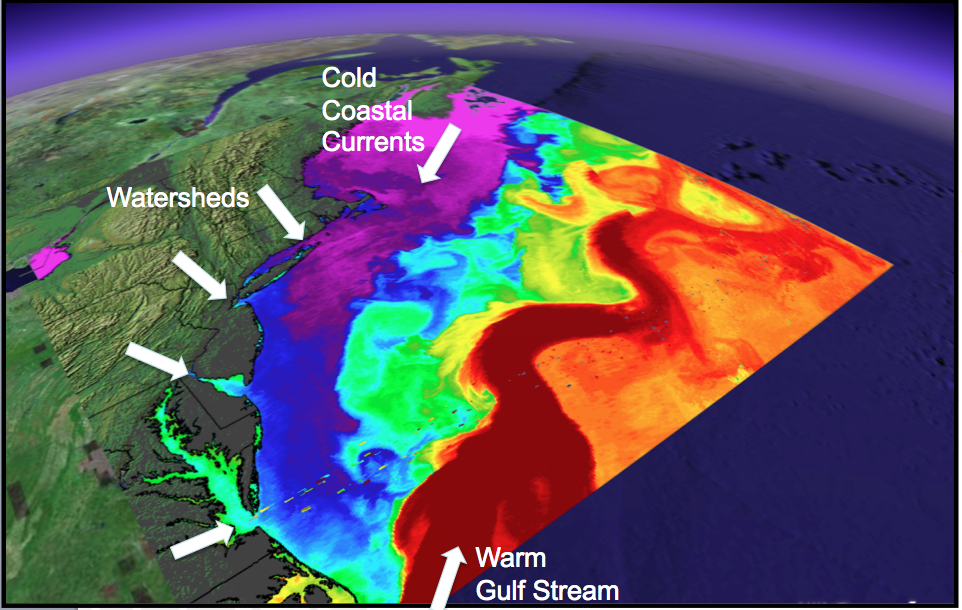 Cold
Coastal
Currents
Watersheds
Warm
Gulf Stream